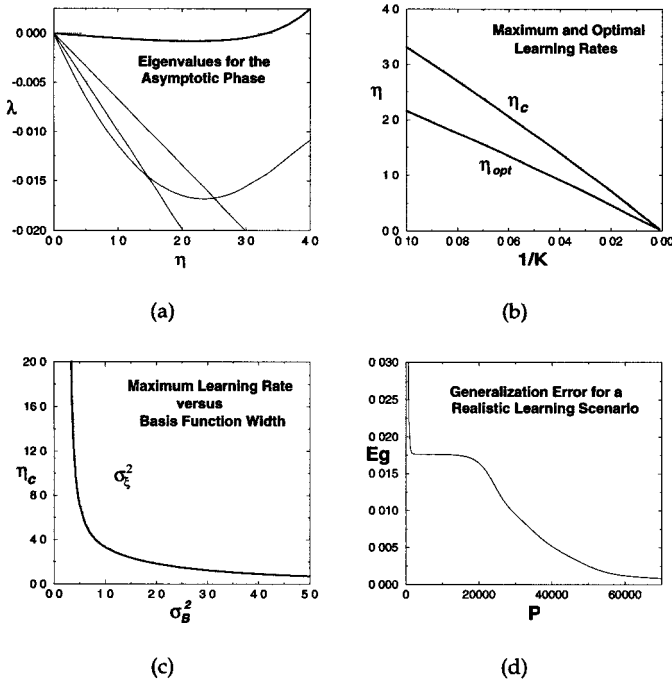 0.000
-0.005
-0.010
-0.015
-0 020
λ
Eigenvalues for the
Asymptotic Phase
0 0 1 0 2 0 3 0 4 0
η
(a)
4 0
3 0
2 0
1 0
0 0
η
Maximum and Optimal
Learning Rates
η c
η opt
0 10 0 08 0 06 0 04 0 02 0 00
1/K
(b)
20 0
16 0
12 0
8 0
4 0
0 0
η c
Maximum Learning Rate
versus
Basis Function Width
σ ξ 2
0 0 1 0 2 0 3 0 4 0 5 0
σ B 2
(c)
0 030
0 025
0 020
0 015
0 010
0 005
0 000
Eg
Generalization Error for a
Realistic Learning Scenario
0 20000 40000 60000
P
(d)